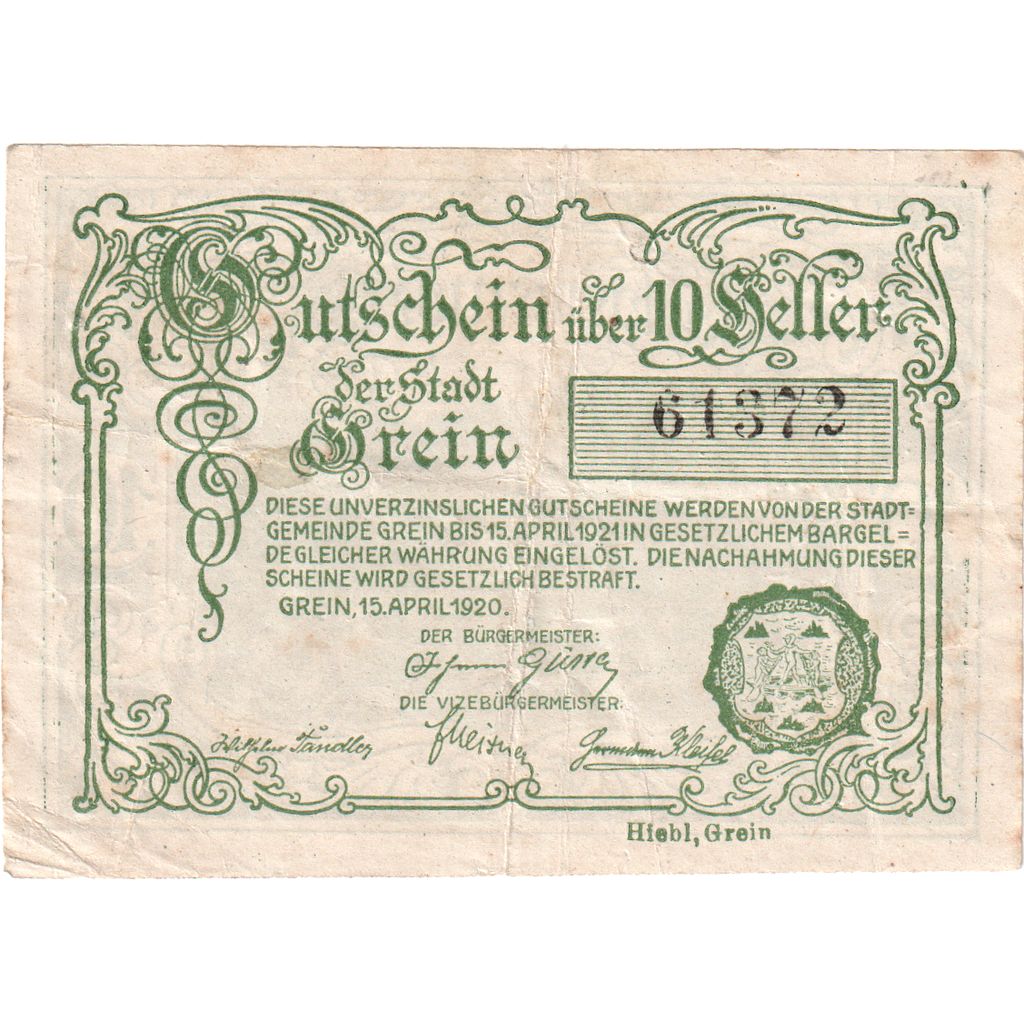 Gutschein über 10 Heller
der Stadt
Grein
61372
DIESE UNVERZINSLICHEN GUTSCHEINE WERDEN VON DER STADT=
GEMEINDE GREIN BIS 15. APRIL 1921 IN GESETZLICHEM BARGEL=
DE GLEICHER WÄHRUNG EINGELÖST. DIE NACHAHMUNG DIESER
SCHEINE WIRD GESETZLICH BESTRAFT.
GREIN, 15. APRIL 1920.
DER BÜRGERMEISTER:
DIE VIZEBÜRGERMEISTER:
Hiebl, Grein